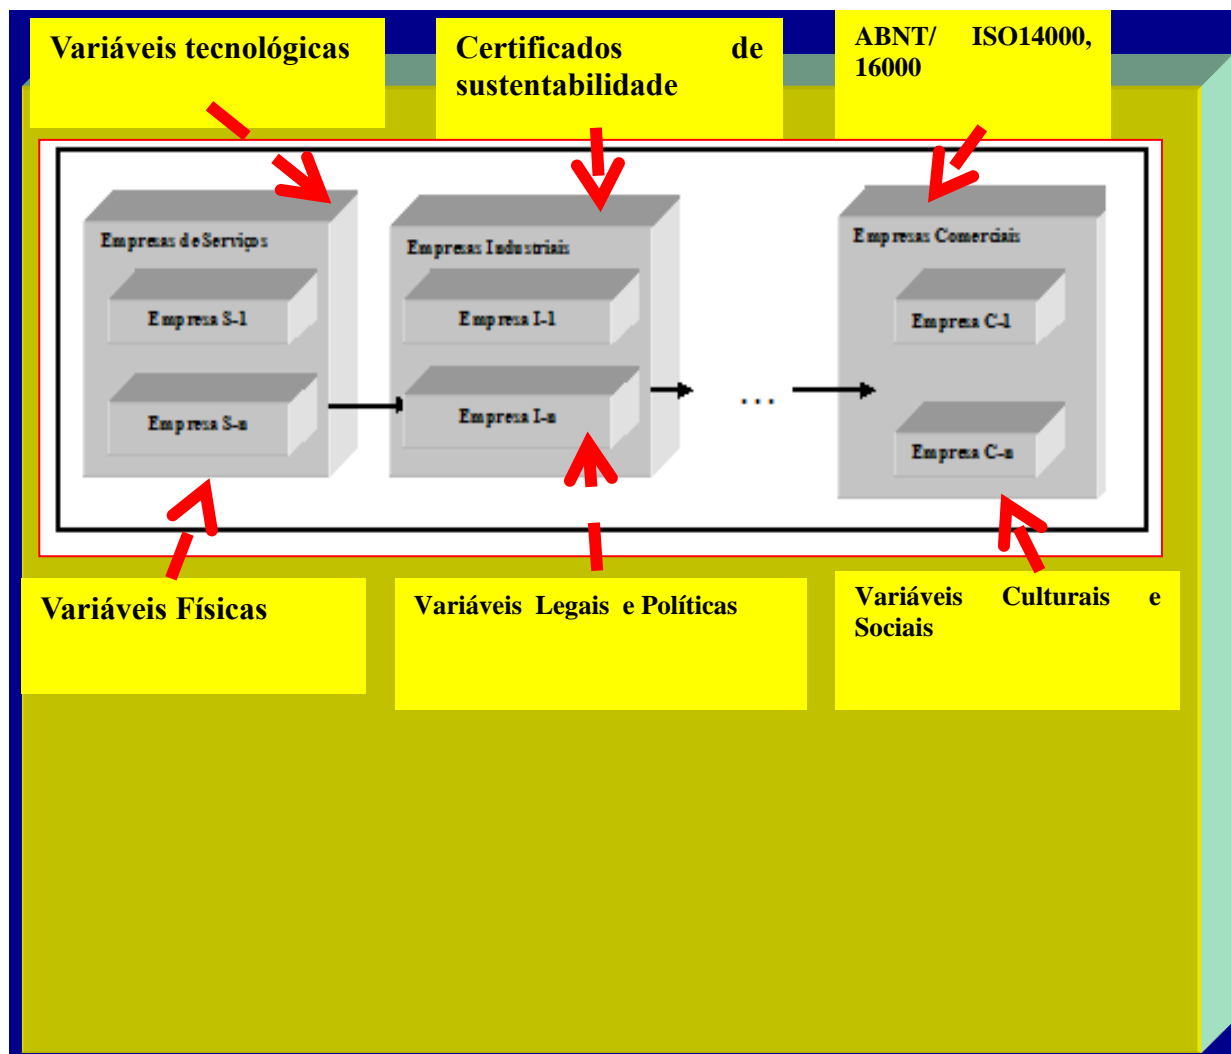 Variáveis tecnológicas
Certificados de
sustentabilidade
ABNT/ ISO14000,
16000
Empresas de Serviços
Empresa S-1
Empresa S-n
Empresas Industriais
Empresa I-1
Empresa I-n
...
Empresas Comerciais
Empresa C-1
Empresa C-n
Variáveis Físicas
Variáveis Legais e Políticas
Variáveis Culturais e
Sociais